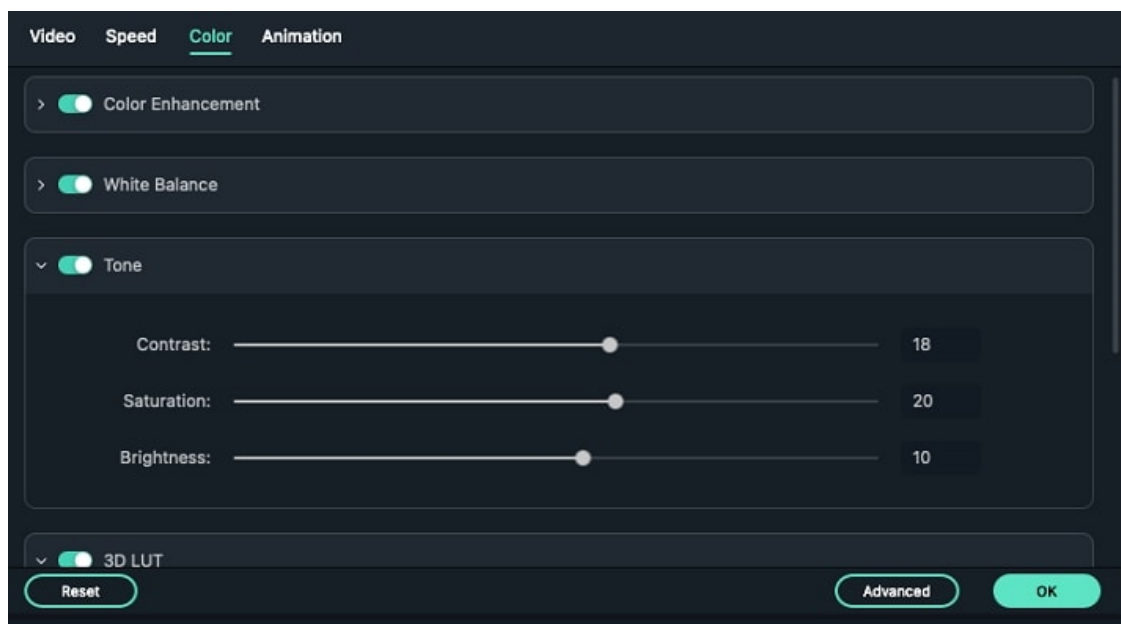 Video Speed Color Animation
Color Enhancement
White Balance
Tone
Contrast: 18
Saturation: 20
Brightness: 10
3D LUT
Reset Advanced OK